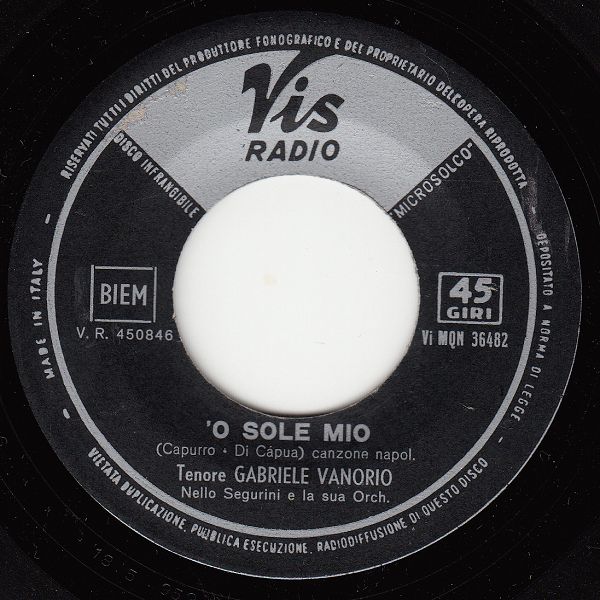 RISERVATI TUTTI I DIRITTI DEL PRODUTTORE FONOGRAFICO E DEL PROPRIETARIO DELL'OPERA RIPRODOTTA
Vis
RADIO
DISCO INFRANGIBILE
"MICROSOLCO"
— MADE IN ITALY —
— DEPOSITATO A NORMA DI LEGGE —
BIEM
45
GIRI
V. R. 450846
Vi MQN 36482
'O SOLE MIO
(Capurro - Di Cápua) canzone napol.
Tenore GABRIELE VANORIO
Nello Segurini e la sua Orch.
VIETATA DUPLICAZIONE, PUBBLICA ESECUZIONE, RADIODIFFUSIONE DI QUESTO DISCO